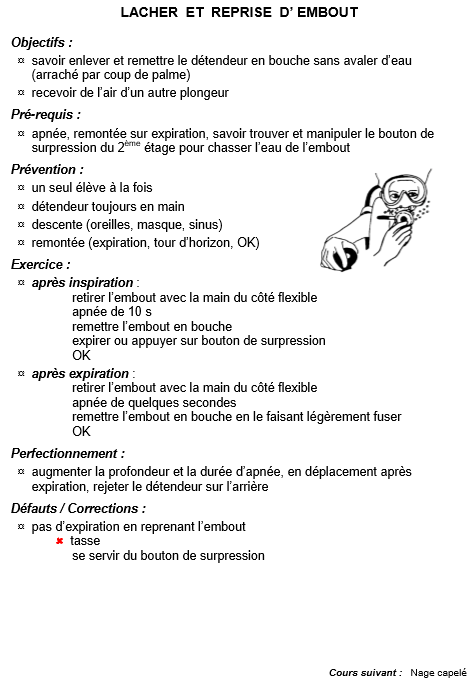 LACHER ET REPRISE D' EMBOUT
Objectifs :
¤ savoir enlever et remettre le détendeur en bouche sans avaler d'eau
(arraché par coup de palme)
¤ recevoir de l'air d'un autre plongeur
Pré-requis :
¤ apnée, remontée sur expiration, savoir trouver et manipuler le bouton de
surpression du 2ème étage pour chasser l'eau de l'embout
Prévention :
¤ un seul élève à la fois
¤ détendeur toujours en main
¤ descente (oreilles, masque, sinus)
¤ remontée (expiration, tour d'horizon, OK)
Exercice :
¤ après inspiration :
retirer l'embout avec la main du côté flexible
apnée de 10 s
remettre l'embout en bouche
expirer ou appuyer sur bouton de surpression
OK
¤ après expiration :
retirer l'embout avec la main du côté flexible
apnée de quelques secondes
remettre l'embout en bouche en le faisant légèrement fuser
OK
Perfectionnement :
¤ augmenter la profondeur et la durée d'apnée, en déplacement après
expiration, rejeter le détendeur sur l'arrière
Défauts / Corrections :
¤ pas d'expiration en reprenant l'embout
✘ tasse
se servir du bouton de surpression
Cours suivant : Nage capelé